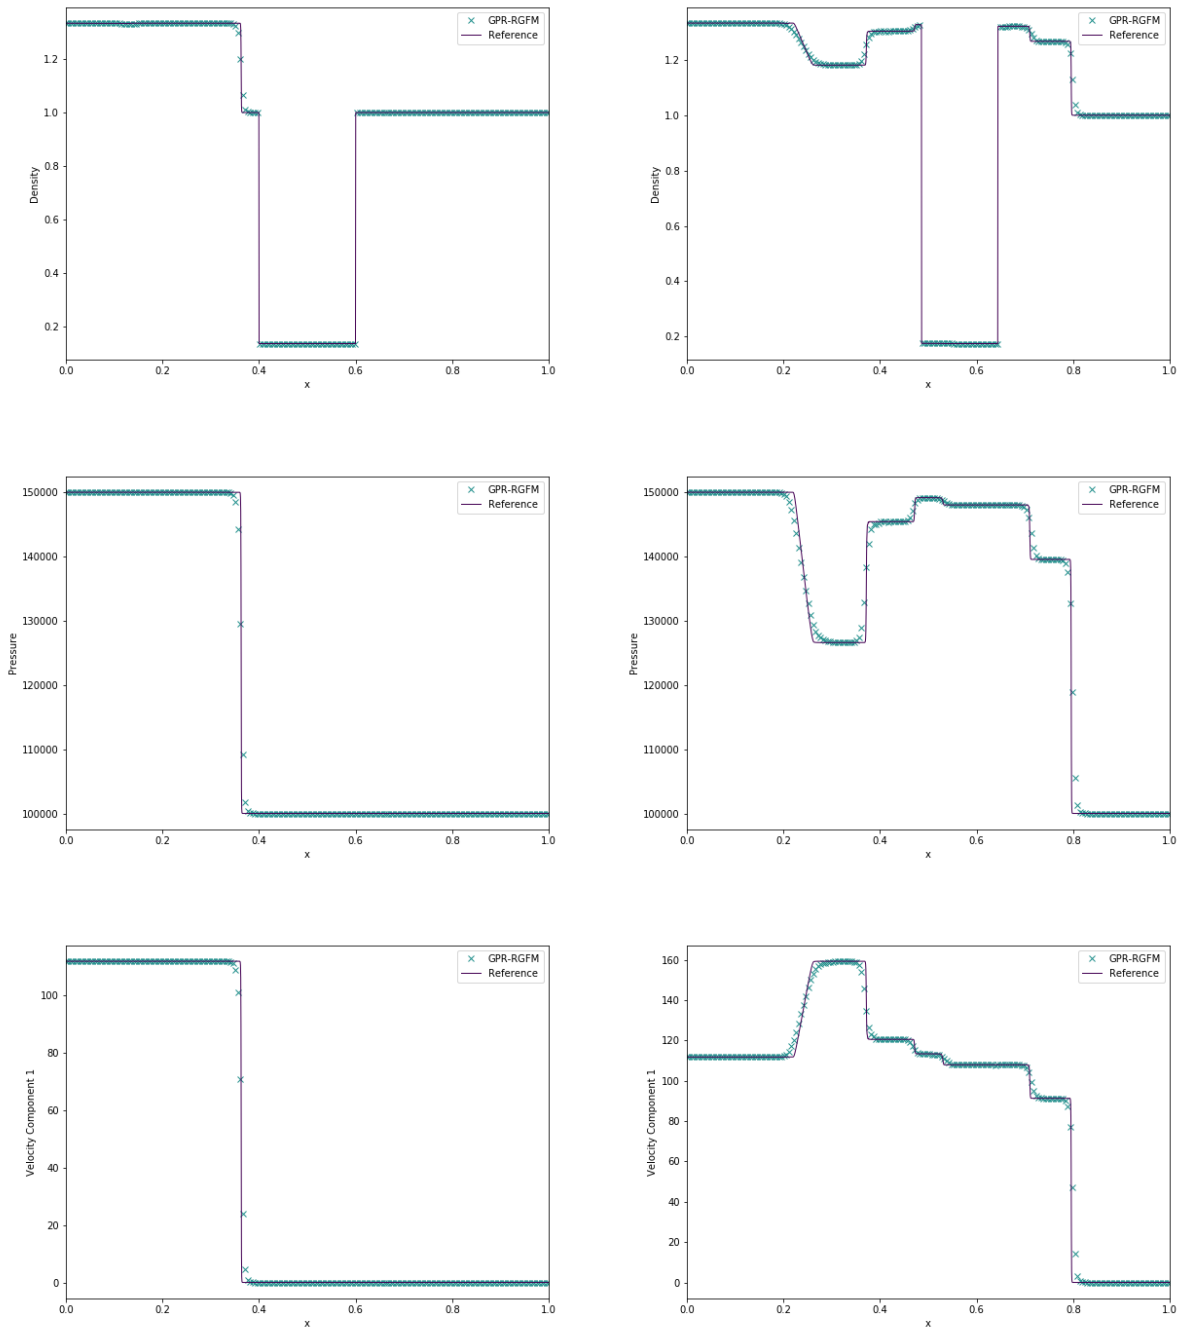 GPR-RGFM
Reference
1.2
1.0
0.8
0.6
0.4
0.2
Density
0.0 0.2 0.4 0.6 0.8 1.0
x
GPR-RGFM
Reference
1.2
1.0
0.8
0.6
0.4
0.2
Density
0.0 0.2 0.4 0.6 0.8 1.0
x
GPR-RGFM
Reference
150000
140000
130000
120000
110000
100000
Pressure
0.0 0.2 0.4 0.6 0.8 1.0
x
GPR-RGFM
Reference
150000
140000
130000
120000
110000
100000
Pressure
0.0 0.2 0.4 0.6 0.8 1.0
x
GPR-RGFM
Reference
100
80
60
40
20
0
Velocity Component 1
0.0 0.2 0.4 0.6 0.8 1.0
x
GPR-RGFM
Reference
160
140
120
100
80
60
40
20
0
Velocity Component 1
0.0 0.2 0.4 0.6 0.8 1.0
x